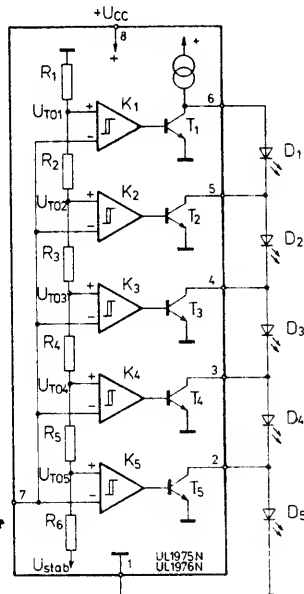 +UCC
8
+
+
R1
K1
6
UT01
+
-
T1
D1
R2
K2
5
UT02
+
-
T2
D2
R3
K3
4
UT03
+
-
T3
D3
R4
K4
3
UT04
+
-
T4
D4
R5
K5
2
UT05
+
-
T5
D5
7
R6
Ustab
1
UL1975N
UL1976N